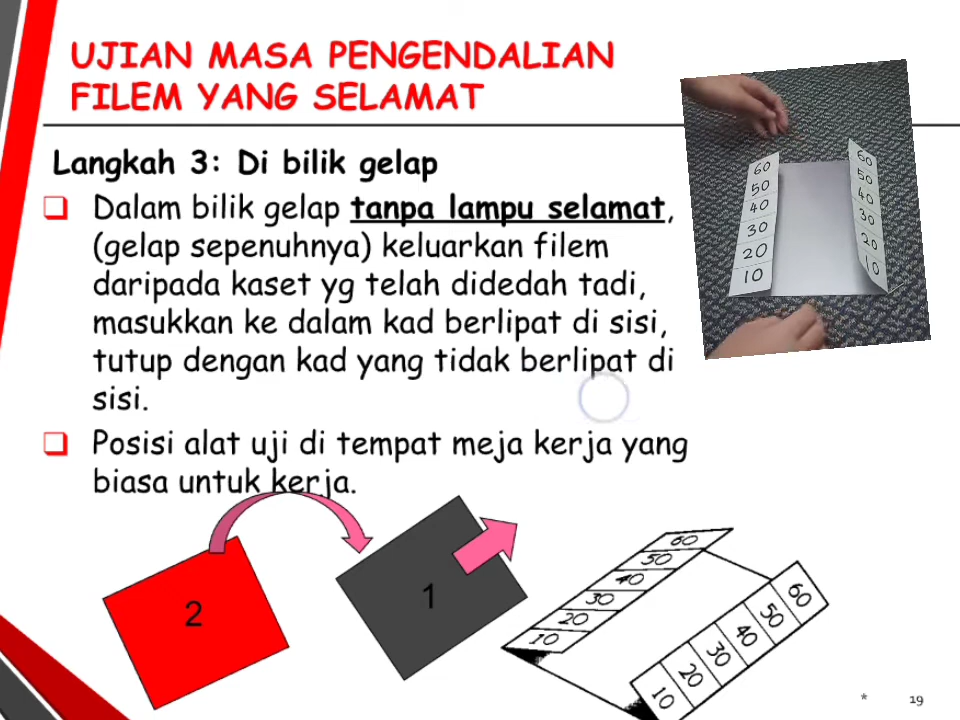 UJIAN MASA PENGENDALIAN
FILEM YANG SELAMAT
Langkah 3: Di bilik gelap
Dalam bilik gelap tanpa lampu selamat,
(gelap sepenuhnya) keluarkan filem
daripada kaset yg telah didedah tadi,
masukkan ke dalam kad berlipat di sisi,
tutup dengan kad yang tidak berlipat di
sisi.
Posisi alat uji di tempat meja kerja yang
biasa untuk kerja.
60
50
40
30
20
10
60
50
40
30
20
10
2
1
60
50
40
30
20
10
60
50
40
30
20
10
*
19